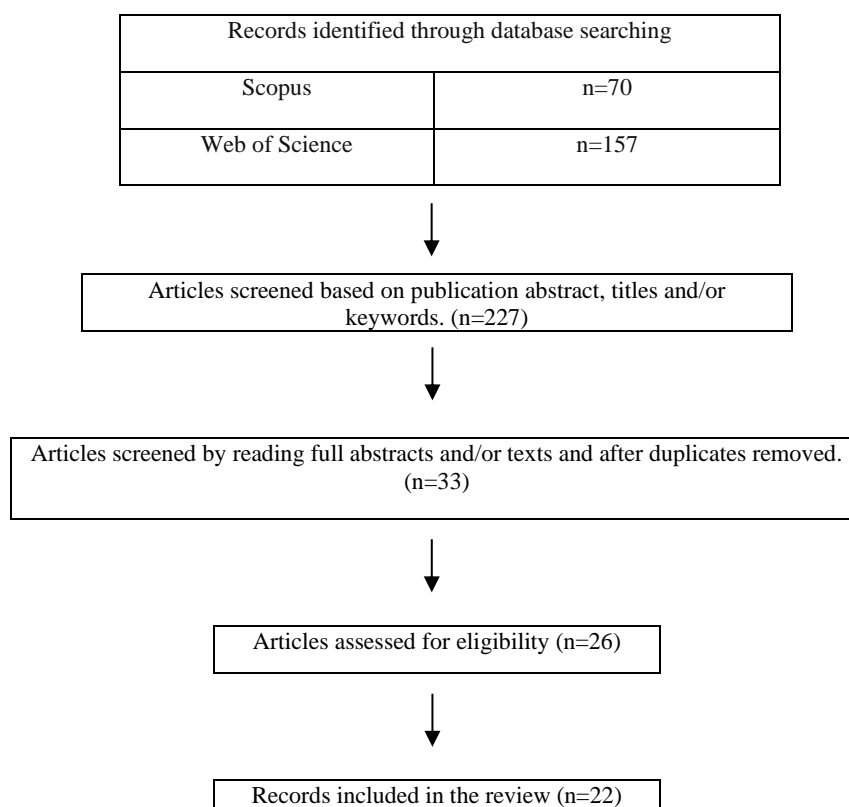 Records identified through database searching
Scopus n=70
Web of Science n=157
Articles screened based on publication abstract, titles and/or
keywords. (n=227)
Articles screened by reading full abstracts and/or texts and after duplicates removed.
(n=33)
Articles assessed for eligibility (n=26)
Records included in the review (n=22)